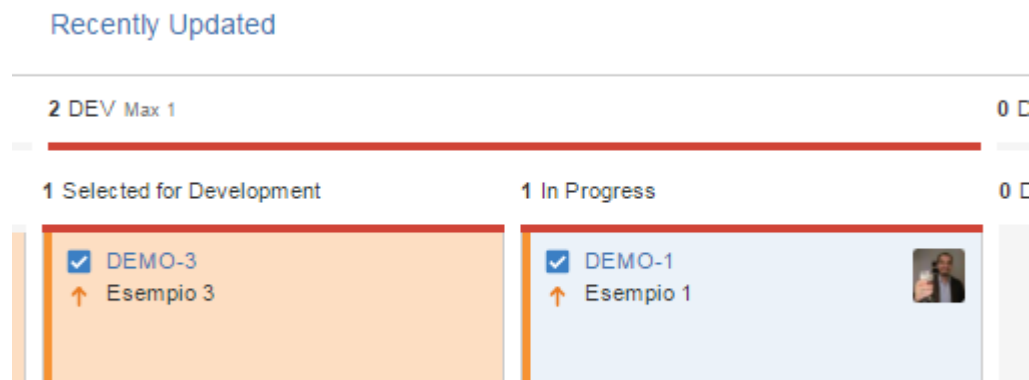 Recently Updated
2 DEV Max 1
0 D
1 Selected for Development
1 In Progress
0 D
DEMO-3
Esempio 3
DEMO-1
Esempio 1